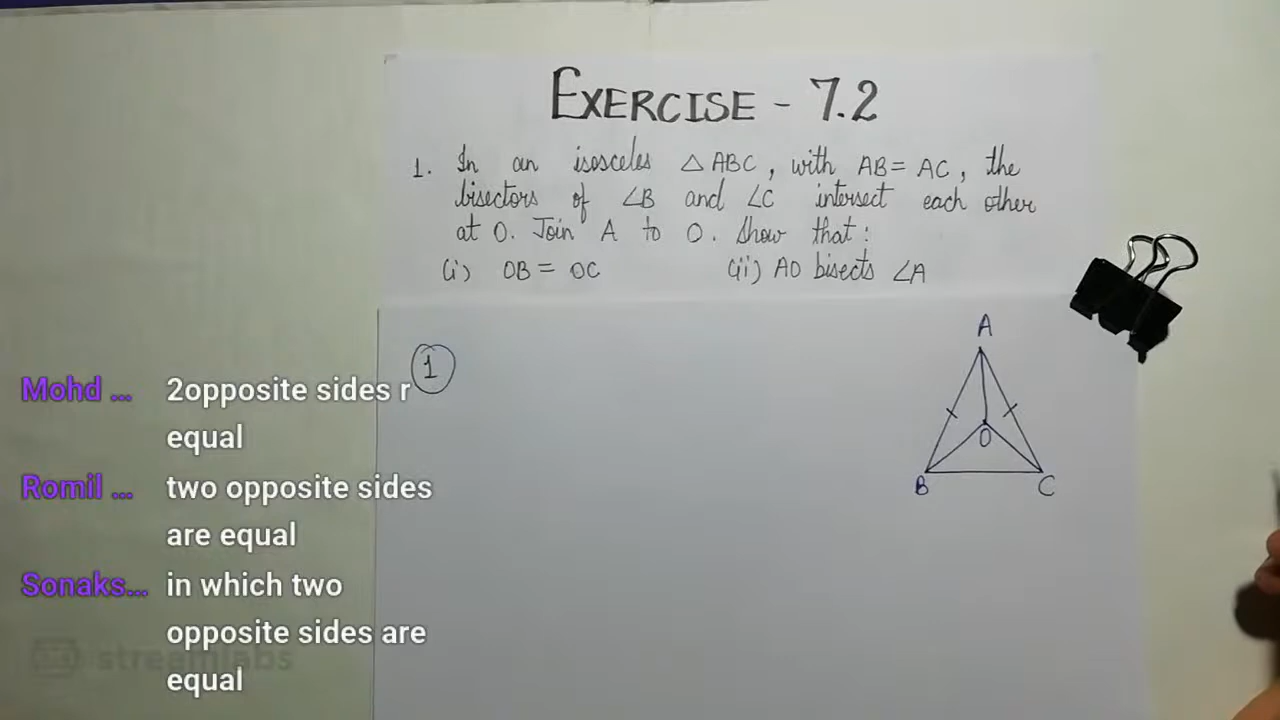 EXERCISE - 7.2
1. In an isosceles △ ABC, with AB = AC, the
bisectors of ∠B and ∠C intersect each other
at O. Join A to O. Show that:
(i) OB = OC (ii) AO bisects ∠A
1
A
O
B C
Mohd ... 2opposite sides r
equal
Romil ... two opposite sides
are equal
Sonaks... in which two
opposite sides are
equal
streamlabs